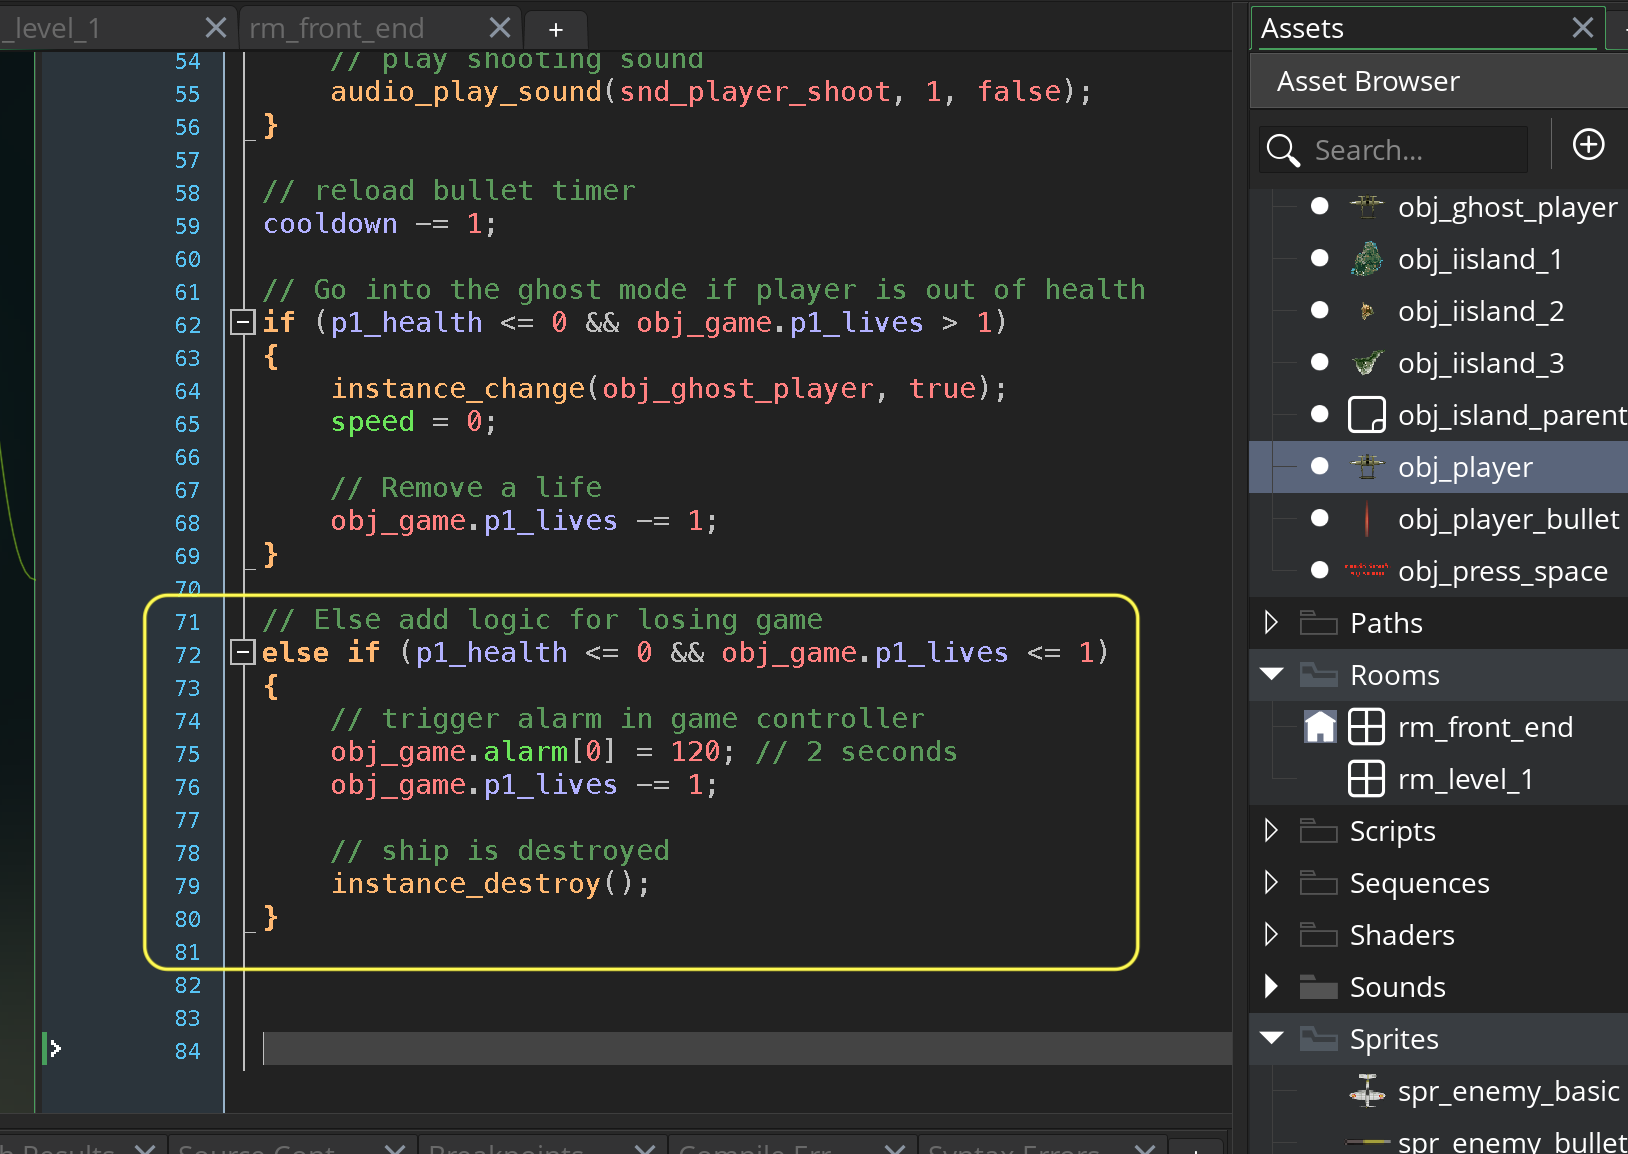 _level_1
rm_front_end
+
54 // play shooting sound
55 audio_play_sound(snd_player_shoot, 1, false);
56 }
57
58 // reload bullet timer
59 cooldown -= 1;
60
61 // Go into the ghost mode if player is out of health
62 if (p1_health <= 0 && obj_game.p1_lives > 1)
63 {
64 instance_change(obj_ghost_player, true);
65 speed = 0;
66
67 // Remove a life
68 obj_game.p1_lives -= 1;
69 }
70
71 // Else add logic for losing game
72 else if (p1_health <= 0 && obj_game.p1_lives <= 1)
73 {
74 // trigger alarm in game controller
75 obj_game.alarm[0] = 120; // 2 seconds
76 obj_game.p1_lives -= 1;
77
78 // ship is destroyed
79 instance_destroy();
80 }
81
82
83
84
Assets
Asset Browser
Search...
obj_ghost_player
obj_iisland_1
obj_iisland_2
obj_iisland_3
obj_island_parent
obj_player
obj_player_bullet
obj_press_space
Paths
Rooms
rm_front_end
rm_level_1
Scripts
Sequences
Shaders
Sounds
Sprites
spr_enemy_basic
spr_enemy_bullet
h Results
Source Cont
Breakpoints
Compile Err
Syntax Errors